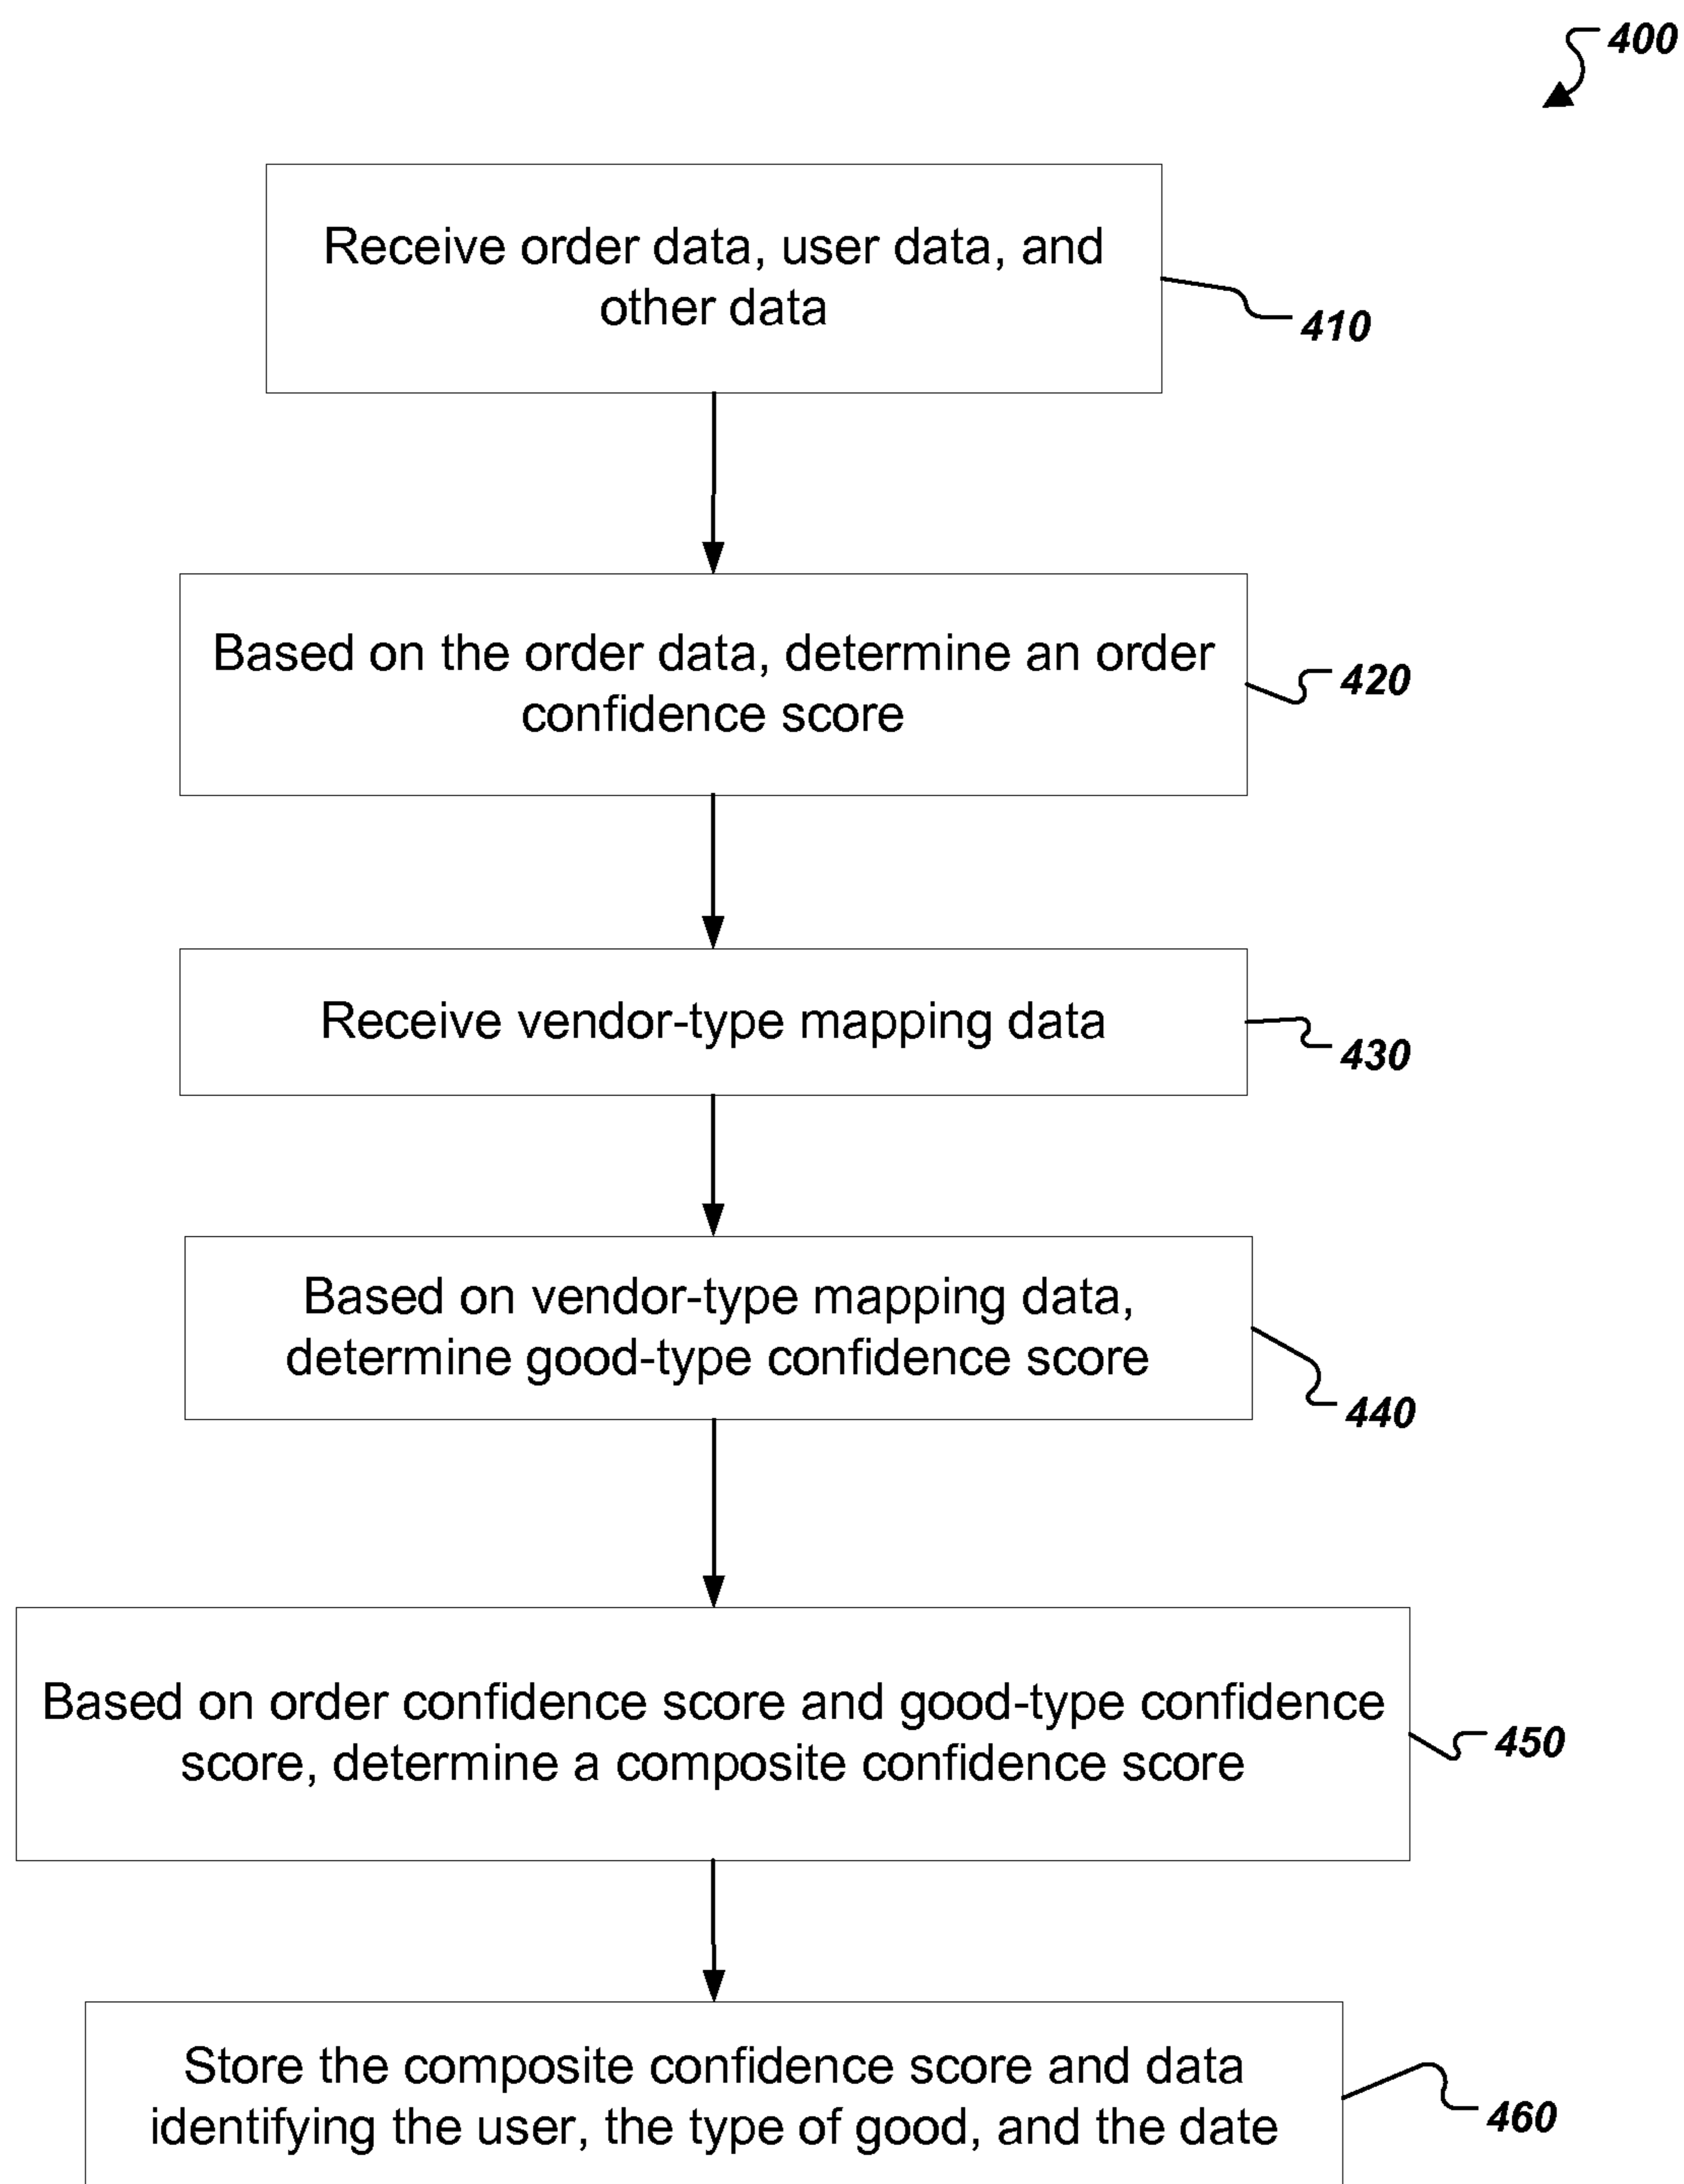 400
Receive order data, user data, and
other data
410
Based on the order data, determine an order
confidence score
420
Receive vendor-type mapping data
430
Based on vendor-type mapping data,
determine good-type confidence score
440
Based on order confidence score and good-type confidence
score, determine a composite confidence score
450
Store the composite confidence score and data
identifying the user, the type of good, and the date
460